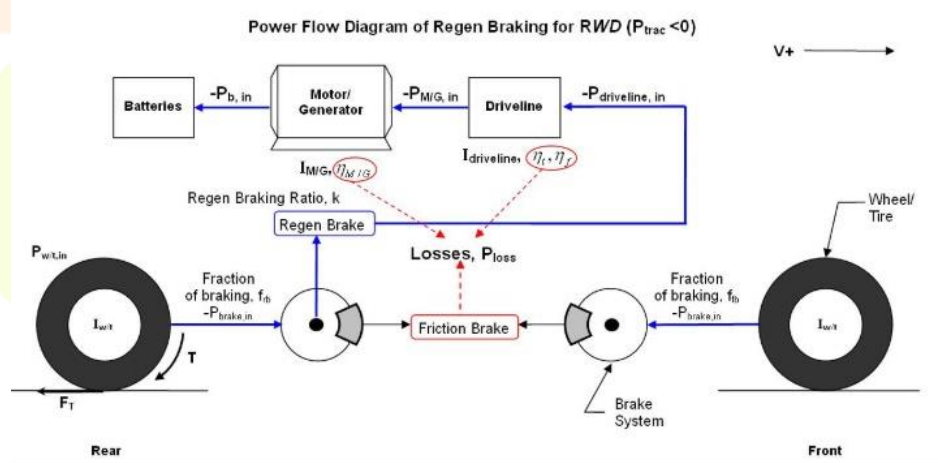 Power Flow Diagram of Regen Braking for RWD (Ptrac <0)
V+
Batteries
-Pb, in
Motor/
Generator
-PM/G, in
Driveline
-Pdriveline, in
IM/G, ηM/G
Idriveline, ηt, ηf
Regen Braking Ratio, k
Regen Brake
Losses, Ploss
Wheel/
Tire
Pw/t,in
Iw/t
Fraction
of braking, frb
-Pbrake,in
T
FT
Friction Brake
Fraction
of braking, ffb
-Pbrake,in
Iw/t
Brake
System
Rear
Front